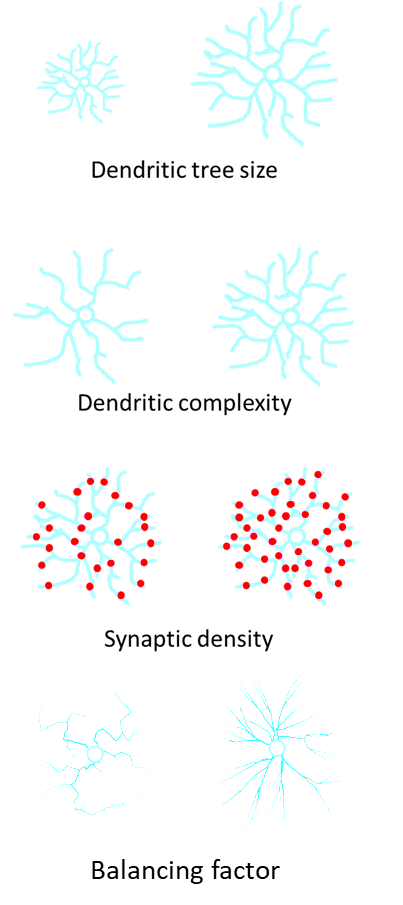 Dendritic tree size
Dendritic complexity
Synaptic density
Balancing factor